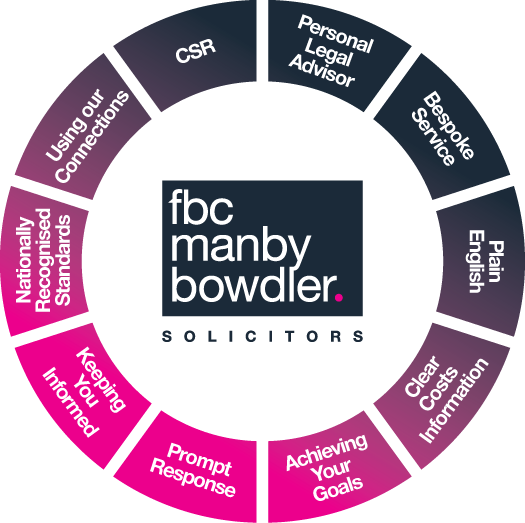 Personal
Legal
Advisor
Bespoke
Service
Plain
English
Clear
Costs
Information
Achieving
Your
Goals
Prompt
Response
Keeping
You
Informed
Nationally
Recognised
Standards
Using our
Connections
CSR
fbc
manby
bowdler.
SOLICITORS